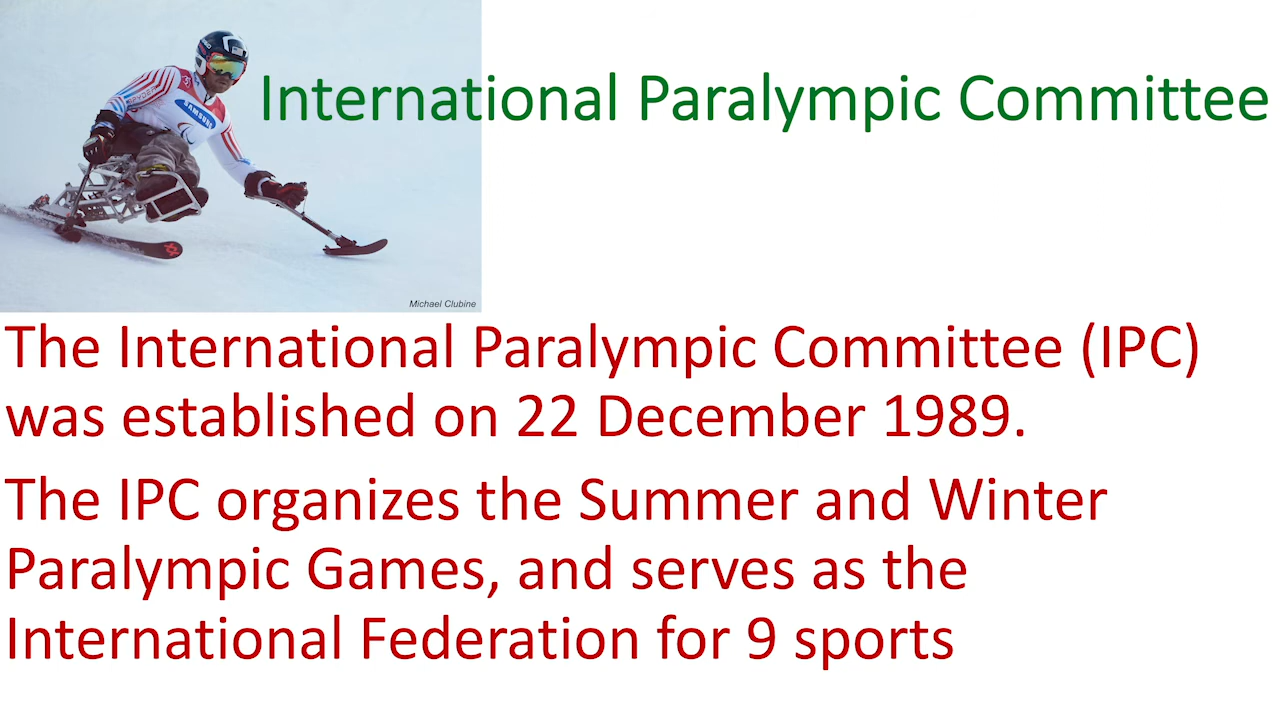 International Paralympic Committee
SPYDER
SAMSUNG
Michael Clubine
The International Paralympic Committee (IPC)
was established on 22 December 1989.
The IPC organizes the Summer and Winter
Paralympic Games, and serves as the
International Federation for 9 sports